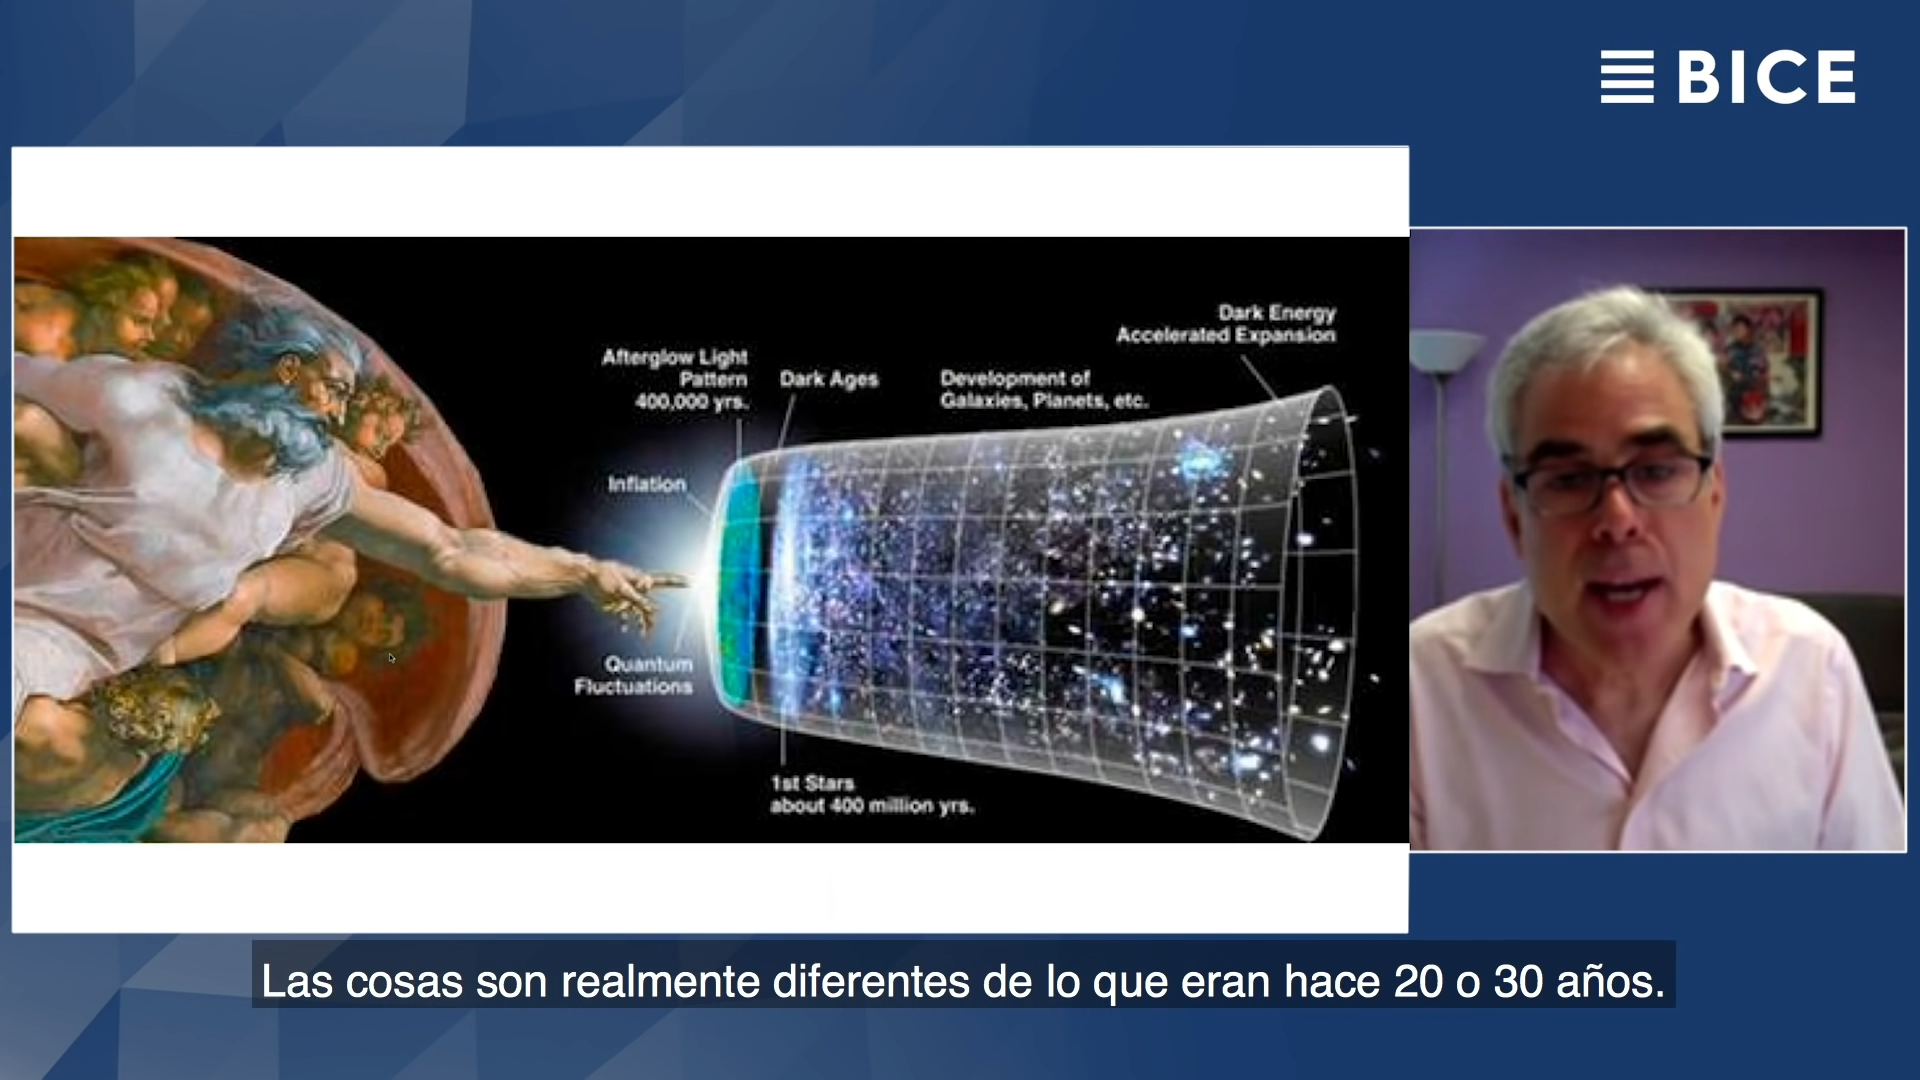 BICE
Dark Energy
Accelerated Expansion
Afterglow Light
Pattern
400,000 yrs.
Dark Ages
Development of
Galaxies, Planets, etc.
Inflation
Quantum
Fluctuations
1st Stars
about 400 million yrs.
Las cosas son realmente diferentes de lo que eran hace 20 o 30 años.